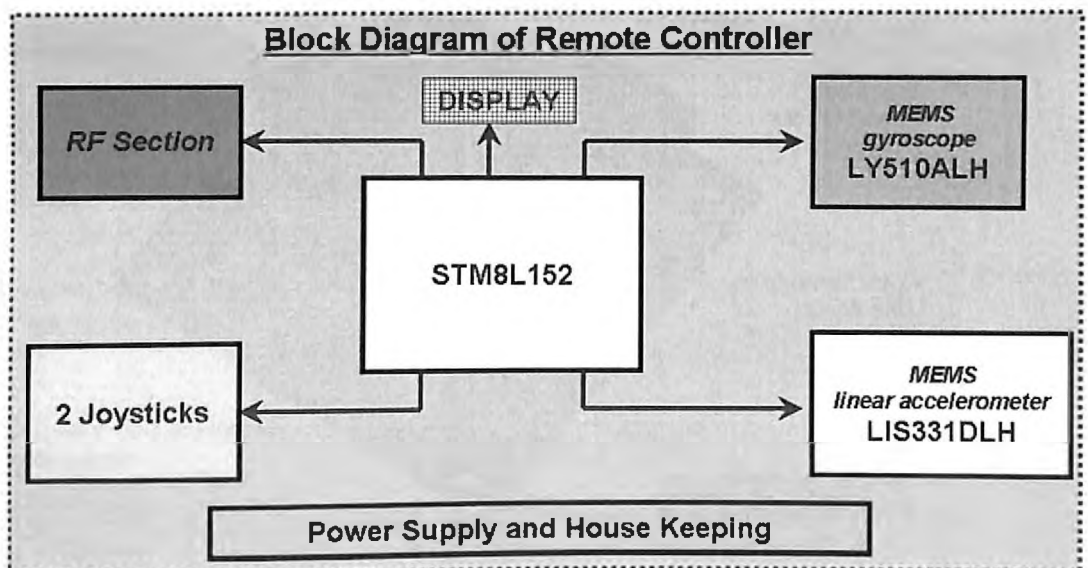 Block Diagram of Remote Controller
RF Section
DISPLAY
MEMS
gyroscope
LY510ALH
STM8L152
2 Joysticks
MEMS
linear accelerometer
LIS331DLH
Power Supply and House Keeping